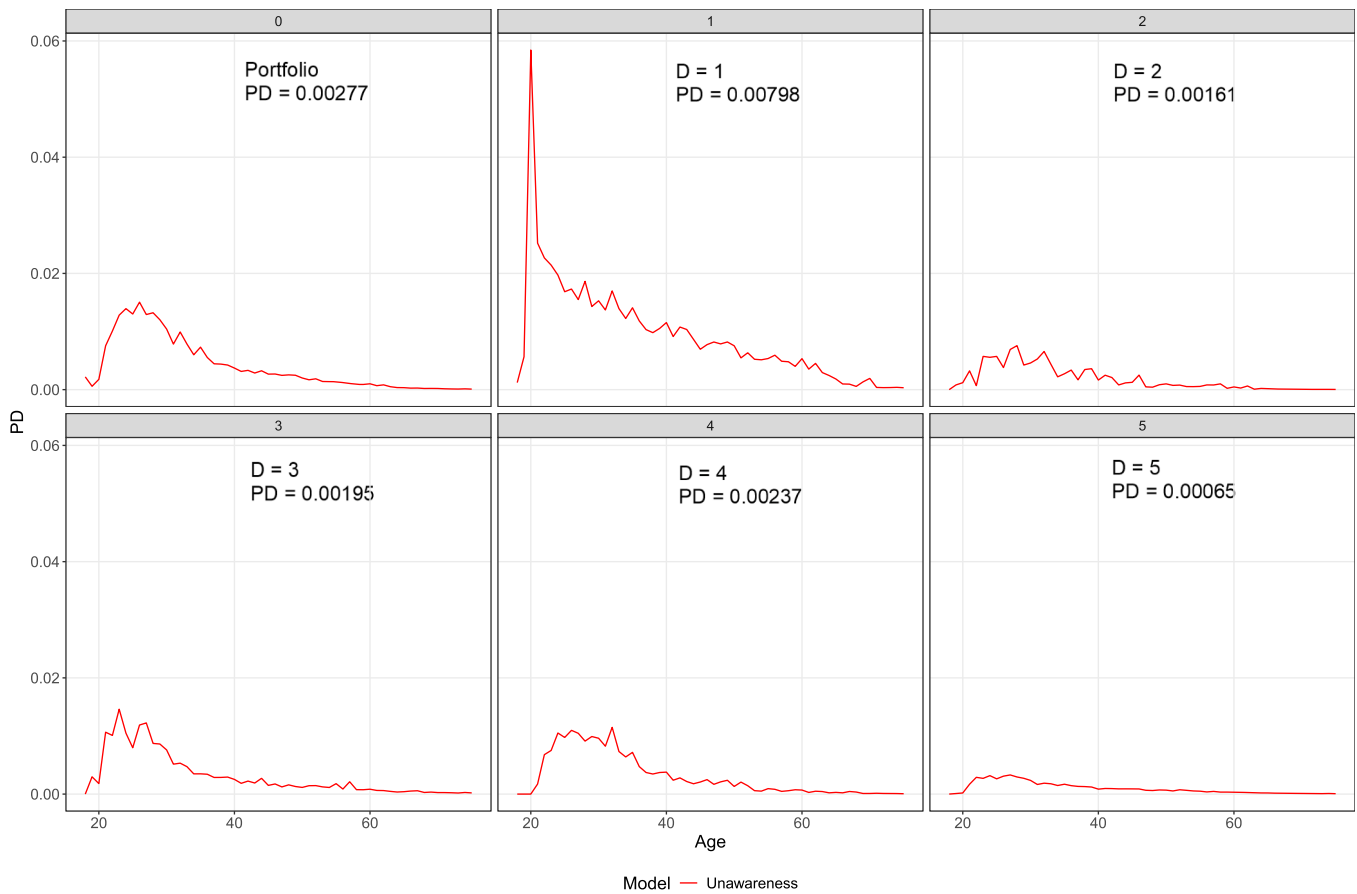 0
1
2
0.06
Portfolio
PD = 0.00277
D = 1
PD = 0.00798
D = 2
PD = 0.00161
0.04
0.02
0.00
PD
3
4
5
0.06
D = 3
PD = 0.00195
D = 4
PD = 0.00237
D = 5
PD = 0.00065
0.04
0.02
0.00
20
40
60
20
40
60
20
40
60
Age
Model
Unawareness